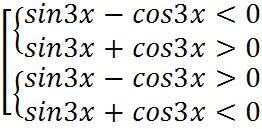 sin3x − cos3x < 0
sin3x + cos3x > 0
sin3x − cos3x > 0
sin3x + cos3x < 0